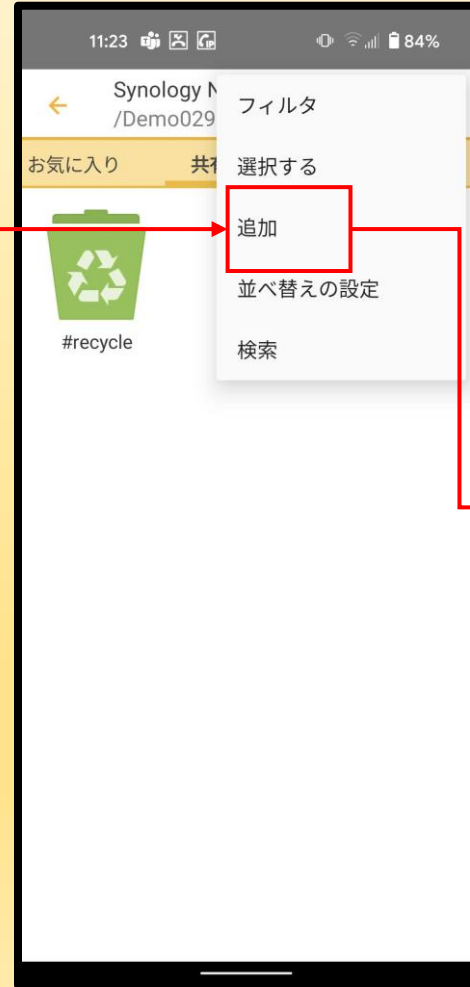 11:23 84%
Synology N
/Demo029
フィルタ
お気に入り 共有
選択する
追加
並べ替えの設定
検索
#recycle